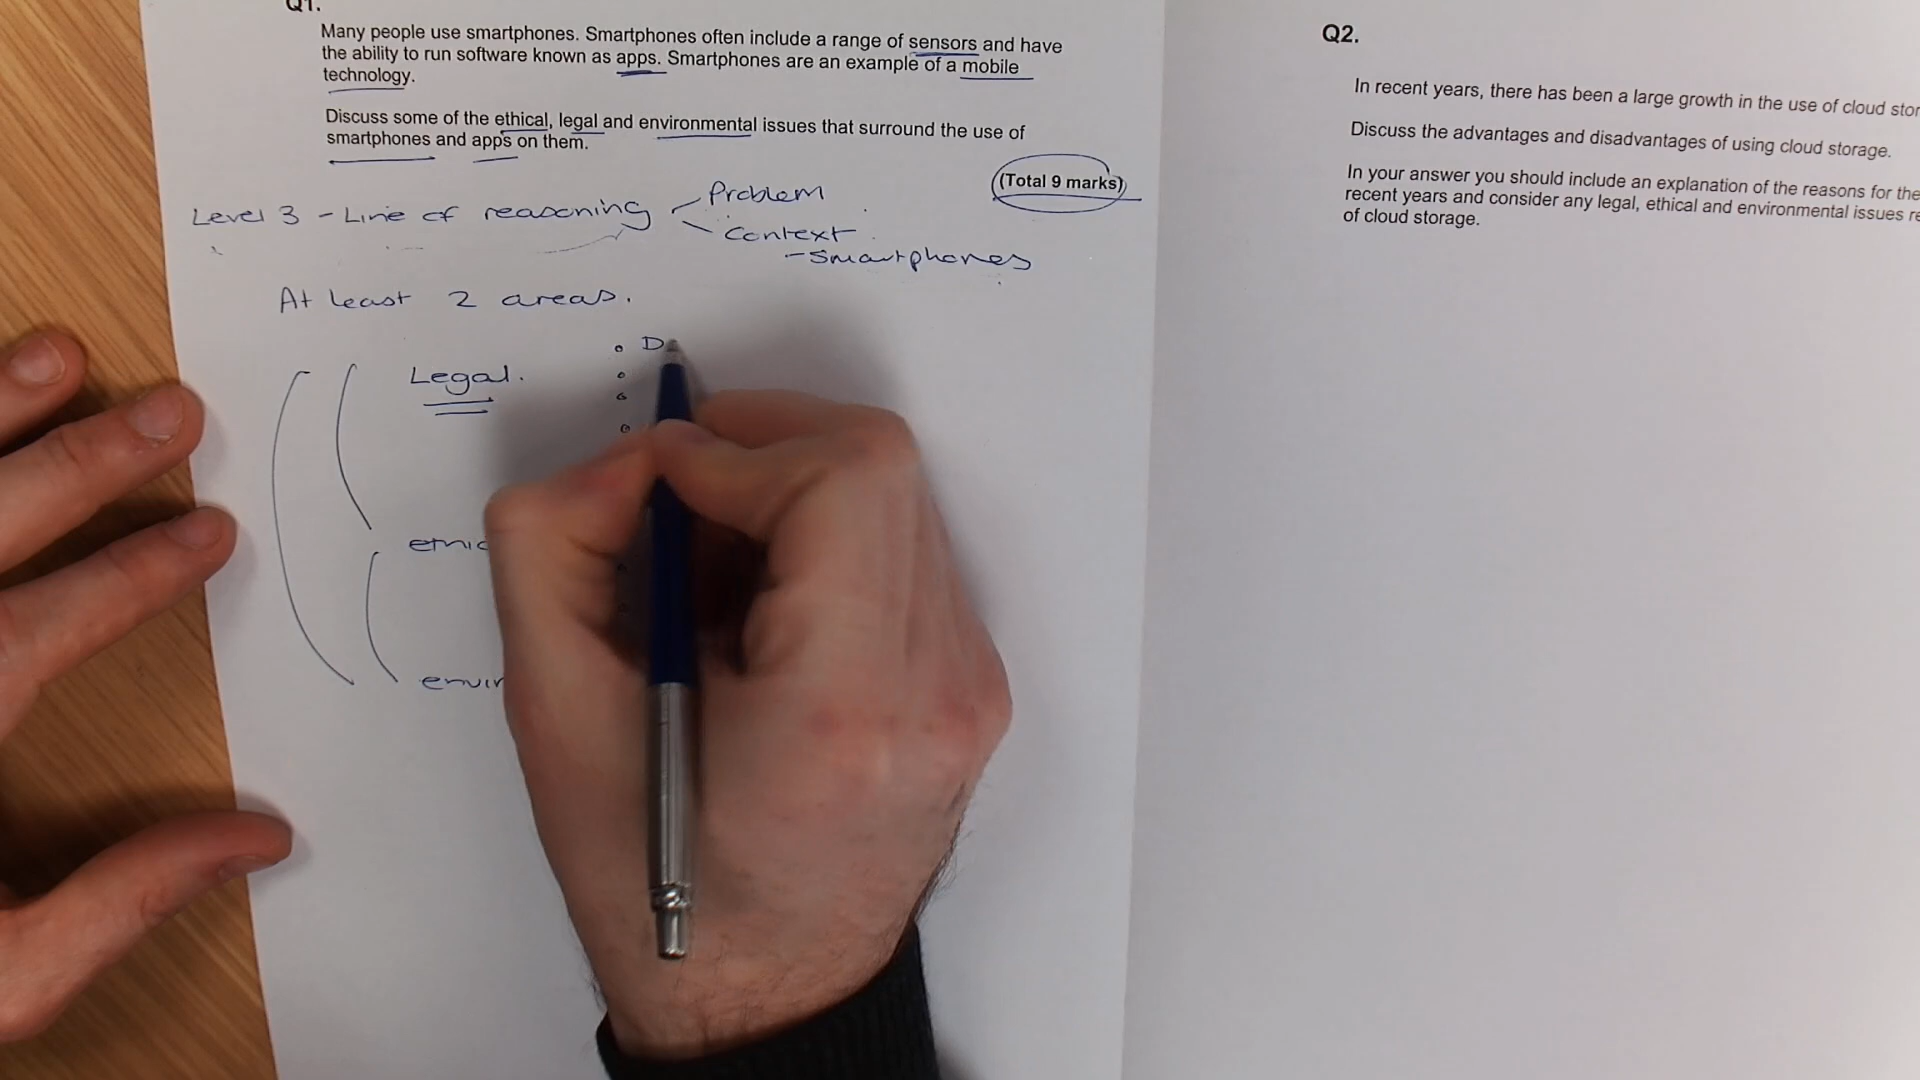 Q1.
Many people use smartphones. Smartphones often include a range of sensors and have
the ability to run software known as apps. Smartphones are an example of a mobile
technology.
Discuss some of the ethical, legal and environmental issues that surround the use of
smartphones and apps on them.
(Total 9 marks)
Level 3 - Line of reasoning
Problem
Context
- Smartphones
At least 2 areas.
Legal.
D
Q2.
In recent years, there has been a large growth in the use of cloud
Discuss the advantages and disadvantages of using cloud storage.
In your answer you should include an explanation of the reasons for the
recent years and consider any legal, ethical and environmental issues
of cloud storage.